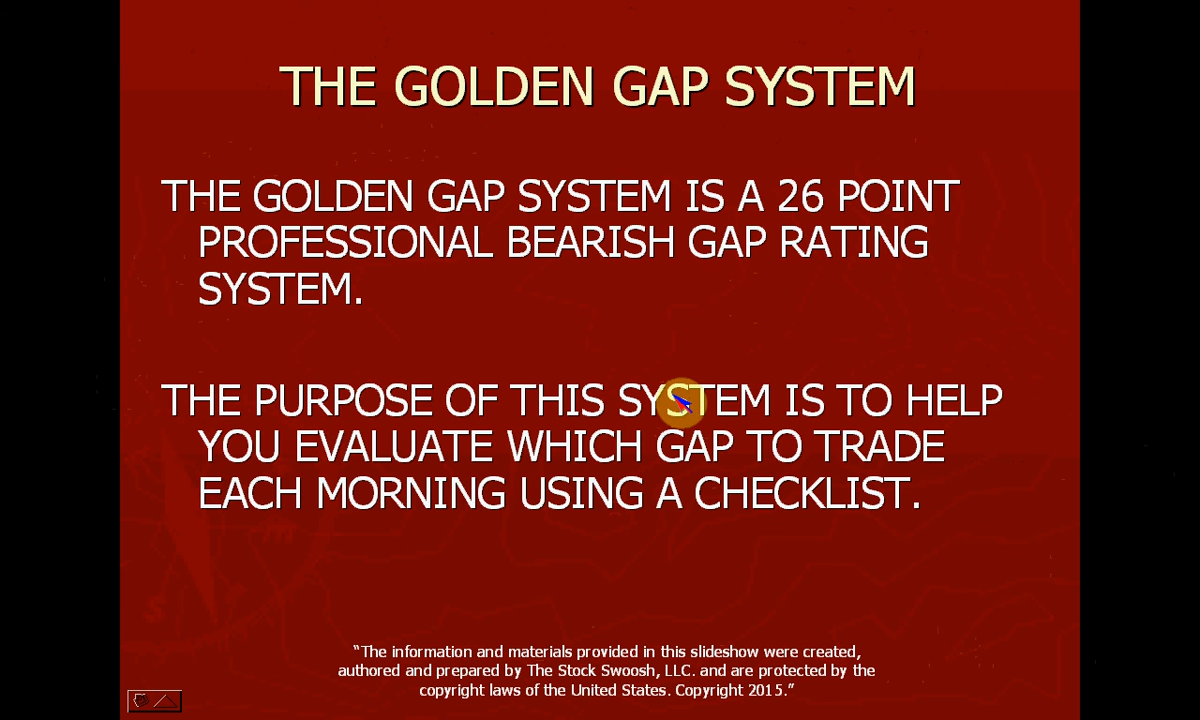 THE GOLDEN GAP SYSTEM
THE GOLDEN GAP SYSTEM IS A 26 POINT
PROFESSIONAL BEARISH GAP RATING
SYSTEM.
THE PURPOSE OF THIS SYSTEM IS TO HELP
YOU EVALUATE WHICH GAP TO TRADE
EACH MORNING USING A CHECKLIST.
“The information and materials provided in this slideshow were created,
authored and prepared by The Stock Swoosh, LLC. and are protected by the
copyright laws of the United States. Copyright 2015.”